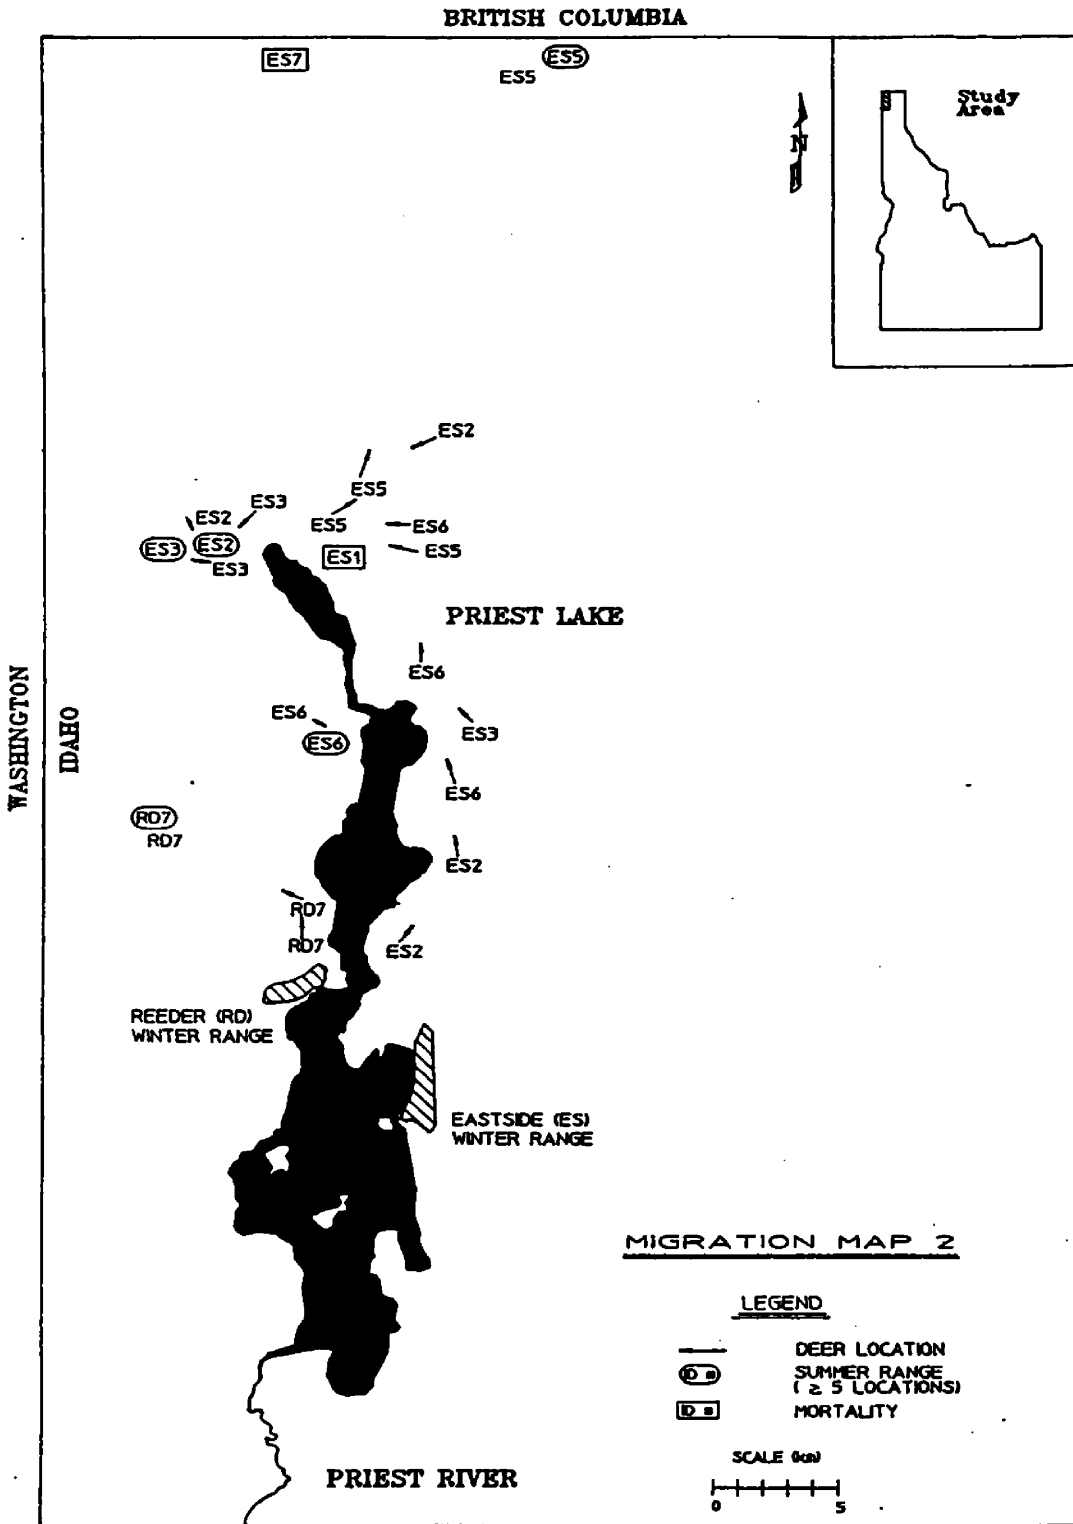 BRITISH COLUMBIA
ES7
ES5
ES5
Study
Area
N
ES2
ES5
ES3
ES2
ES5
ES6
ES3
ES2
ES1
ES5
ES3
PRIEST LAKE
ES6
ES6
ES3
ES6
WASHINGTON
IDAHO
ES6
RD7
RD7
ES2
RD7
RD7
ES2
REEDER (RD)
WINTER RANGE
EASTSIDE (ES)
WINTER RANGE
MIGRATION MAP 2
LEGEND
DEER LOCATION
ID #
SUMMER RANGE
( ≥ 5 LOCATIONS)
ID #
MORTALITY
SCALE (km)
0 5
PRIEST RIVER